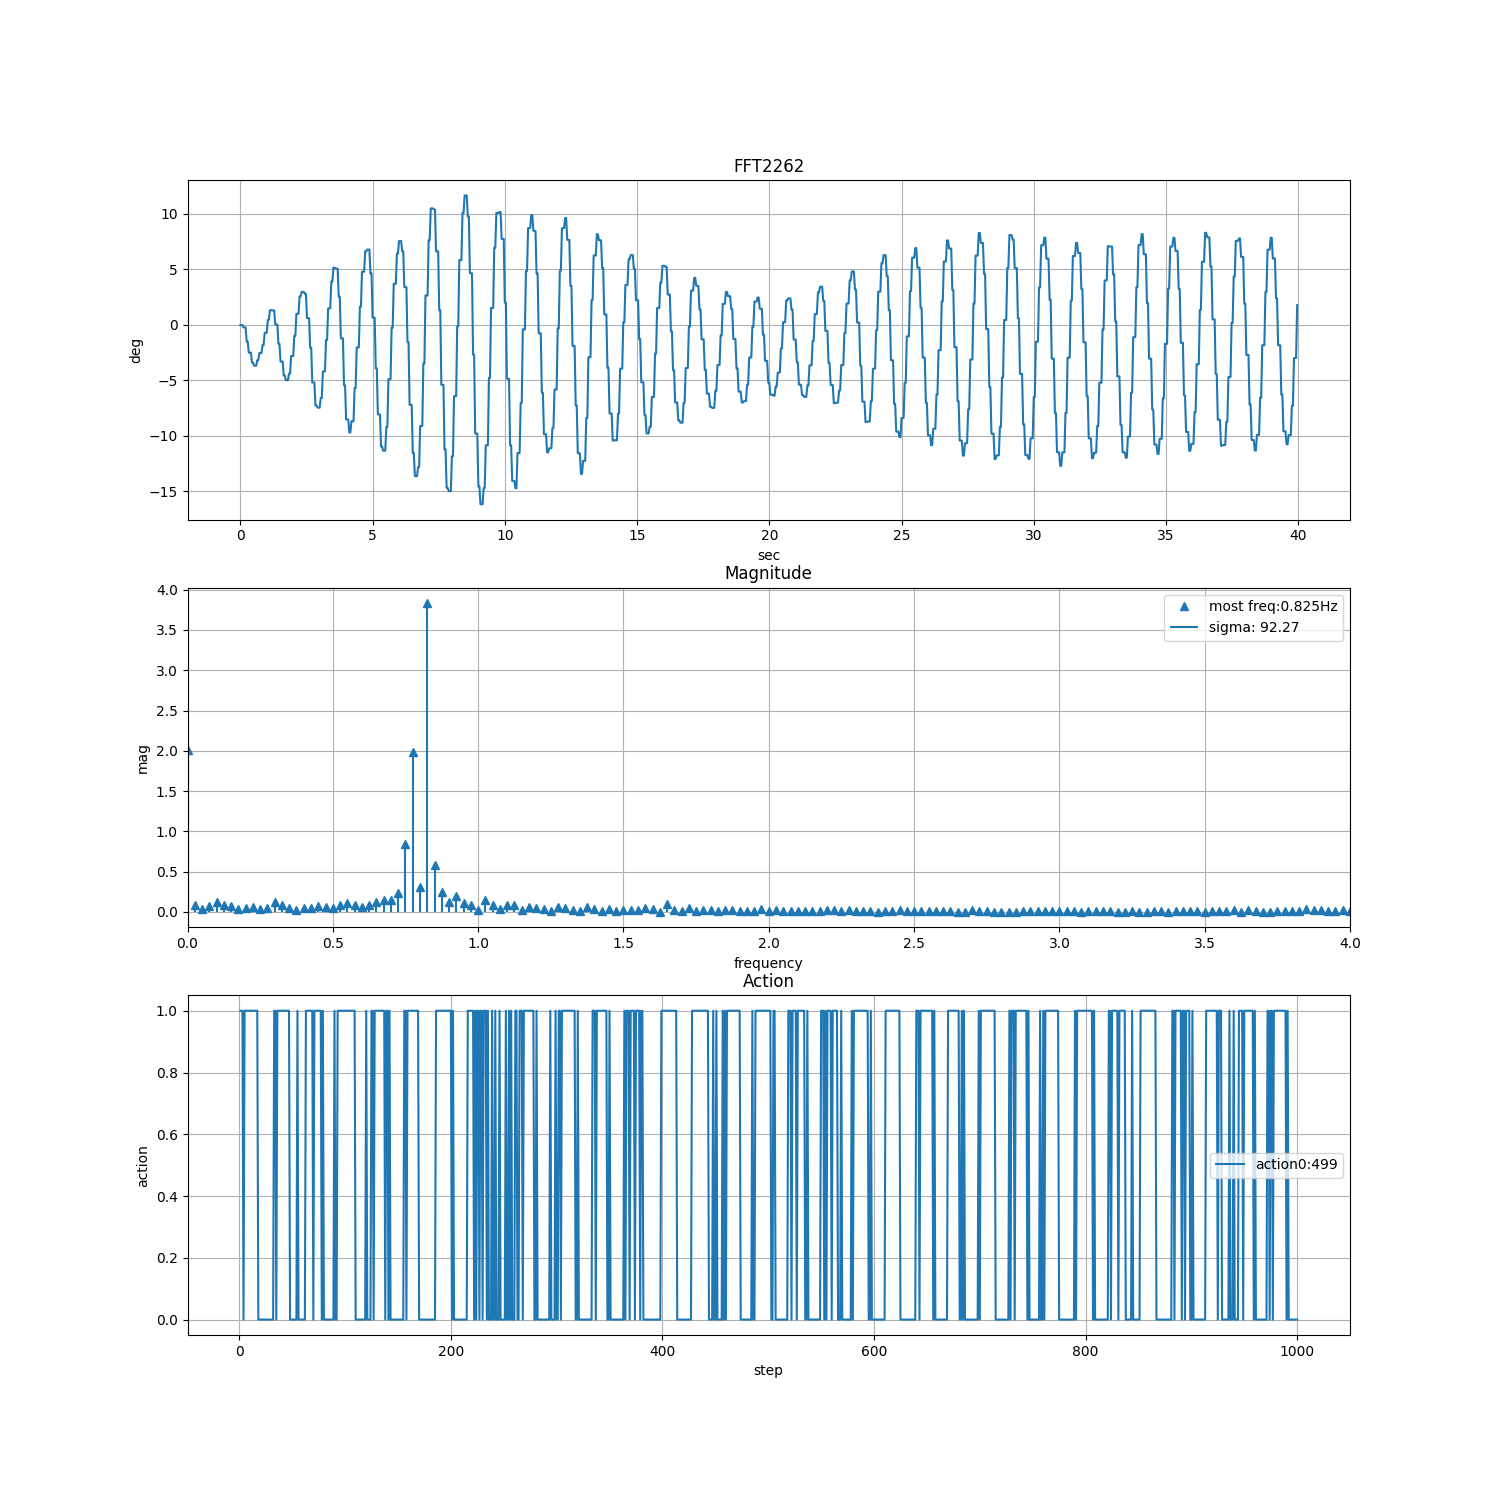 FFT2262
10
5
0
−5
−10
−15
deg
0 5 10 15 20 25 30 35 40
sec
Magnitude
4.0
3.5
3.0
2.5
2.0
1.5
1.0
0.5
0.0
mag
most freq:0.825Hz
sigma: 92.27
0.0 0.5 1.0 1.5 2.0 2.5 3.0 3.5 4.0
frequency
Action
1.0
0.8
0.6
0.4
0.2
0.0
action
action0:499
0 200 400 600 800 1000
step